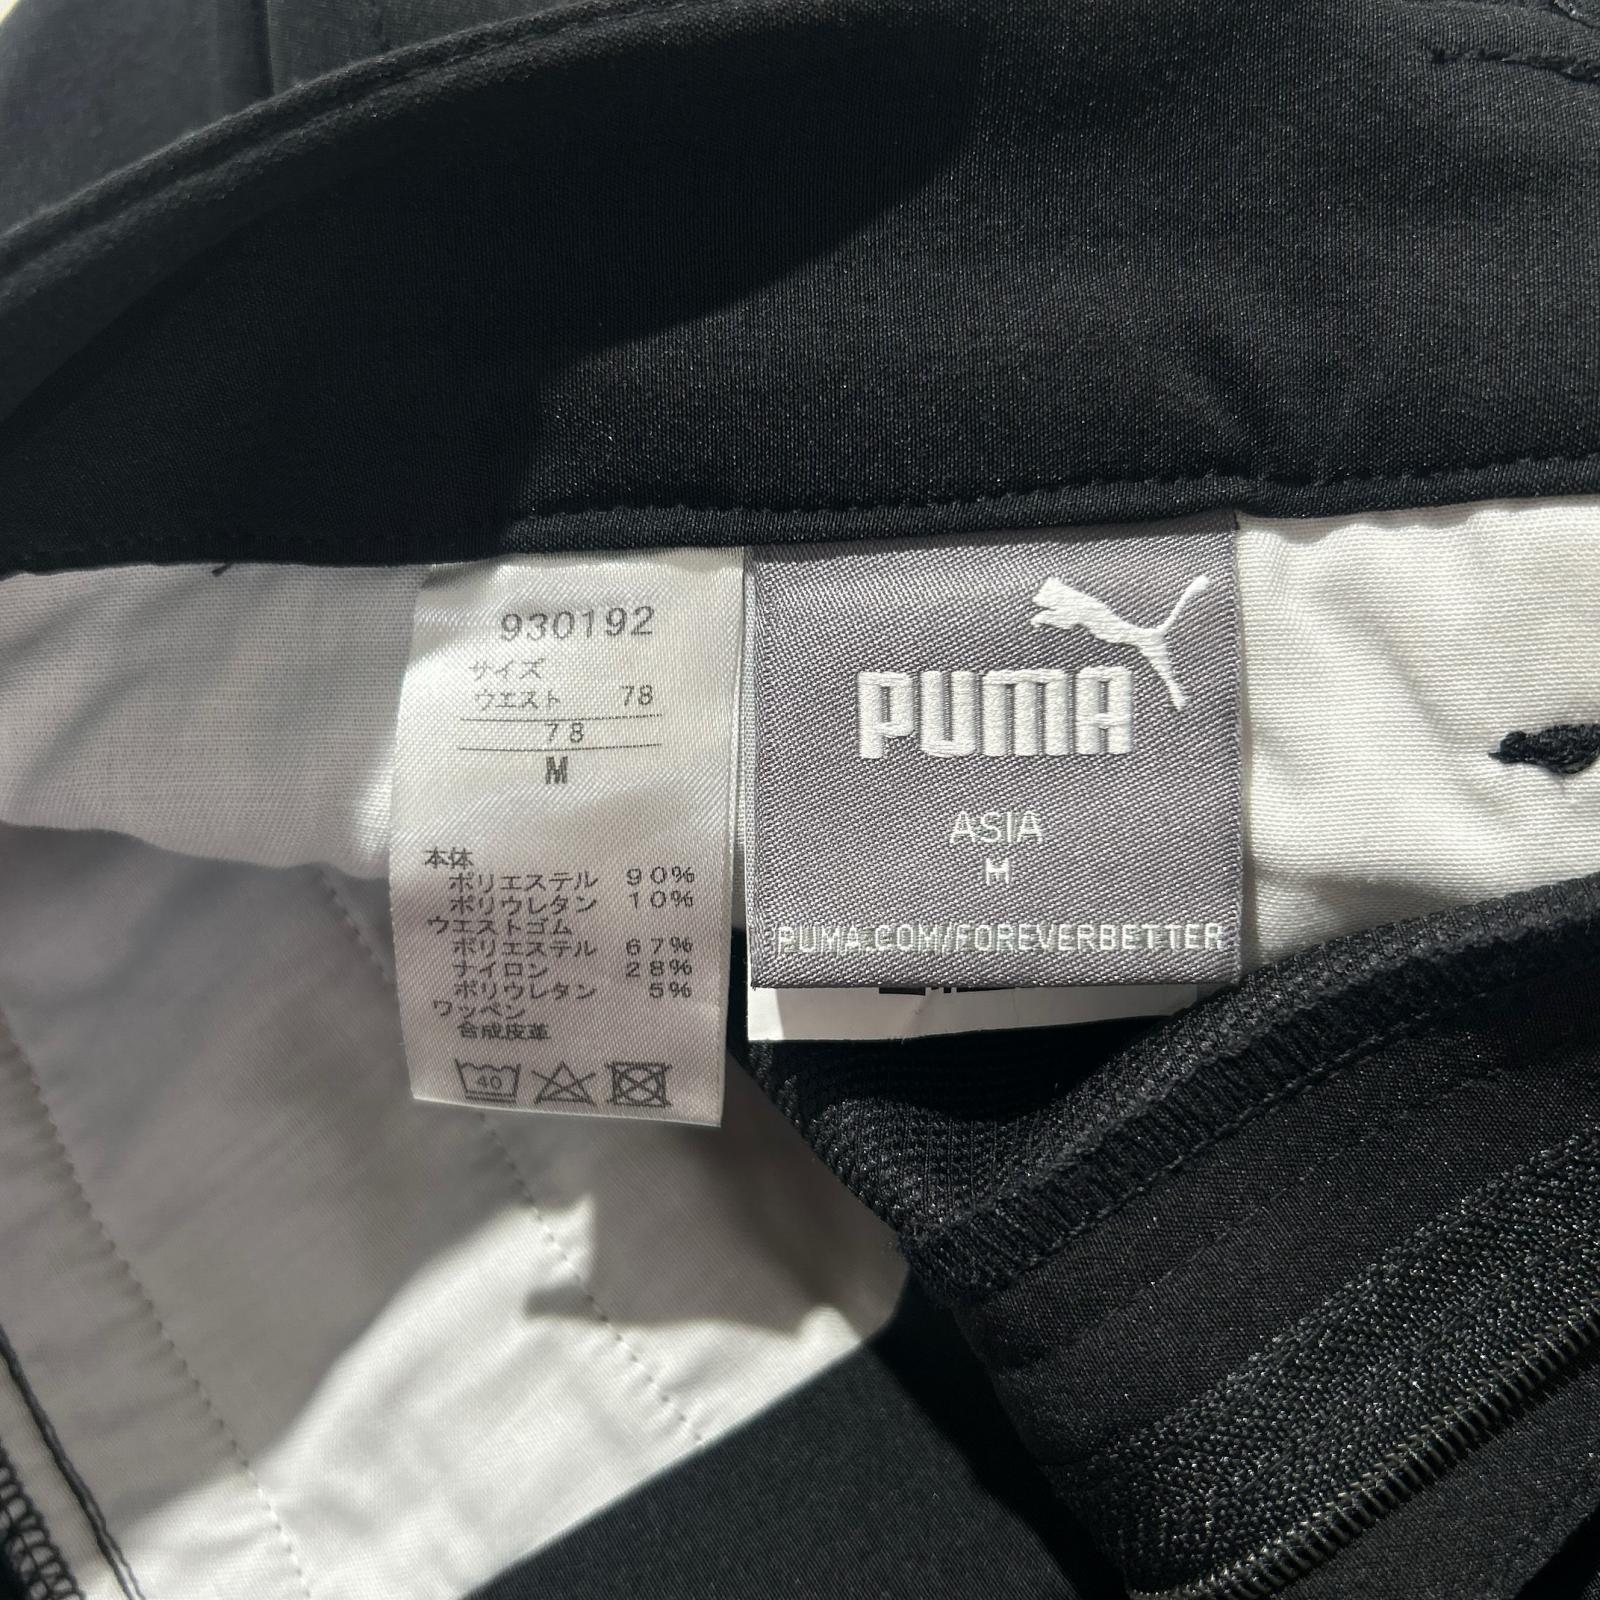 930192
サイズ
ウエスト 78
78
M
本体
ポリエステル 90%
ポリウレタン 10%
ウエストゴム
ポリエステル 67%
ナイロン 28%
ポリウレタン 5%
ワッペン
合成皮革
40
PUMA
ASIA
M
PUMA.COM/FOREVERBETTER